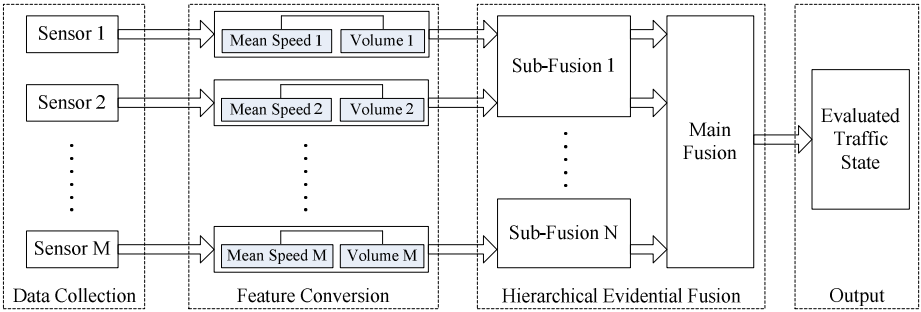 Sensor 1
Mean Speed 1
Volume 1
Sensor 2
Mean Speed 2
Volume 2
Sensor M
Mean Speed M
Volume M
Sub-Fusion 1
Sub-Fusion N
Main
Fusion
Evaluated
Traffic
State
Data Collection
Feature Conversion
Hierarchical Evidential Fusion
Output